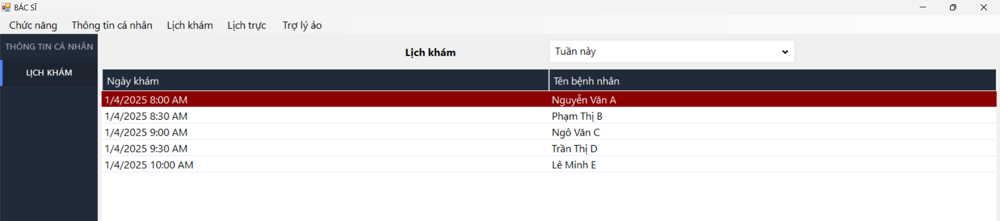 BÁC SĨ
Chức năng Thông tin cá nhân Lịch khám Lịch trực Trợ lý ảo
THÔNG TIN CÁ NHÂN
LỊCH KHÁM
Lịch khám Tuần này
Ngày khám Tên bệnh nhân
1/4/2025 8:00 AM Nguyễn Văn A
1/4/2025 8:30 AM Phạm Thị B
1/4/2025 9:00 AM Ngô Văn C
1/4/2025 9:30 AM Trần Thị D
1/4/2025 10:00 AM Lê Minh E